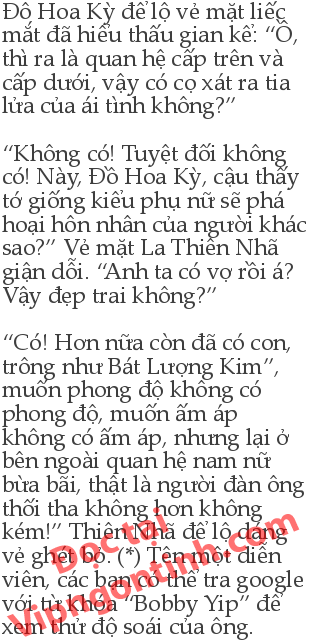 Đồ Hoa Kỳ để lộ vẻ mặt liếc
mắt đã hiểu thấu gian kế: “Ồ,
thì ra là quan hệ cấp trên và
cấp dưới, vậy có cọ xát ra tia
lửa của ái tình không?”
“Không có! Tuyệt đối không
có! Này, Đồ Hoa Kỳ, cậu thấy
tớ giống kiểu phụ nữ sẽ phá
hoại hôn nhân của người khác
sao?” Vẻ mặt La Thiên Nhã
giận dỗi. “Anh ta có vợ rồi á?
Vậy đẹp trai không?”
“Có! Hơn nữa còn đã có con,
trông như Bát Lượng Kim”,
muốn phong độ không có
phong độ, muốn ấm áp
không có ấm áp, nhưng lại ở
bên ngoài quan hệ nam nữ
bừa bãi, thật là người đàn ông
thối tha không hơn không
kém!” Thiên Nhã để lộ dáng
vẻ ghét bỏ. (*) Tên một diễn
viên, các bạn có thể tra google
với từ khóa “Bobby Yip” để
xem thử độ soái của ông.
Đọc tại
Vipngontinh.com